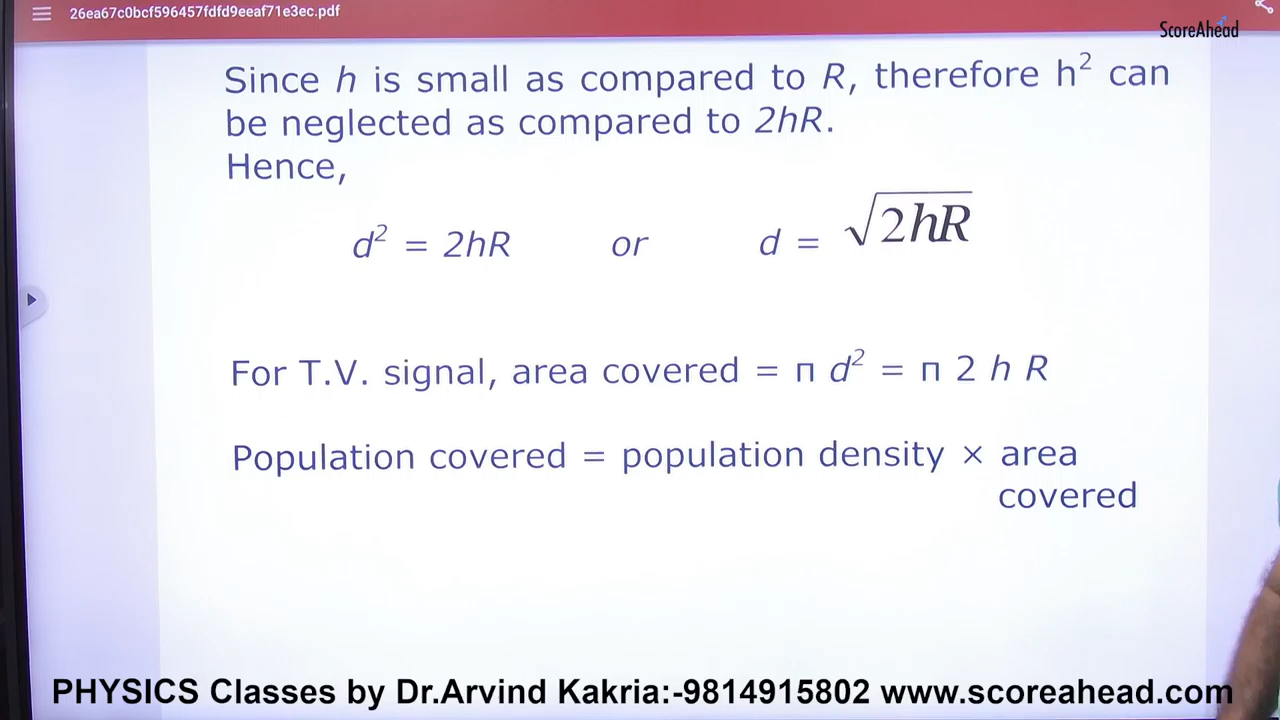 26ea67c0bcf596457fdfd9eeaf71e3ec.pdf
ScoreAhead
Since h is small as compared to R, therefore h² can
be neglected as compared to 2hR.
Hence,
d² = 2hR or d = √2hR
For T.V. signal, area covered = п d² = п 2 h R
Population covered = population density × area
covered
PHYSICS Classes by Dr.Arvind Kakria:-9814915802 www.scoreahead.com